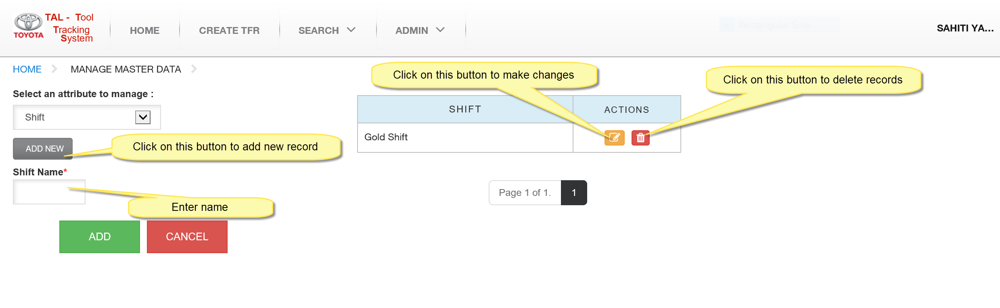 TAL - Tool
Tracking
System
TOYOTA
HOME
CREATE TFR
SEARCH
ADMIN
Rectangular Snip
SAHITI YA...
HOME
MANAGE MASTER DATA
Click on this button to make changes
Click on this button to delete records
Select an attribute to manage :
Shift
SHIFT
ACTIONS
Gold Shift
ADD NEW
Click on this button to add new record
Shift Name*
Enter name
Page 1 of 1.
1
ADD
CANCEL